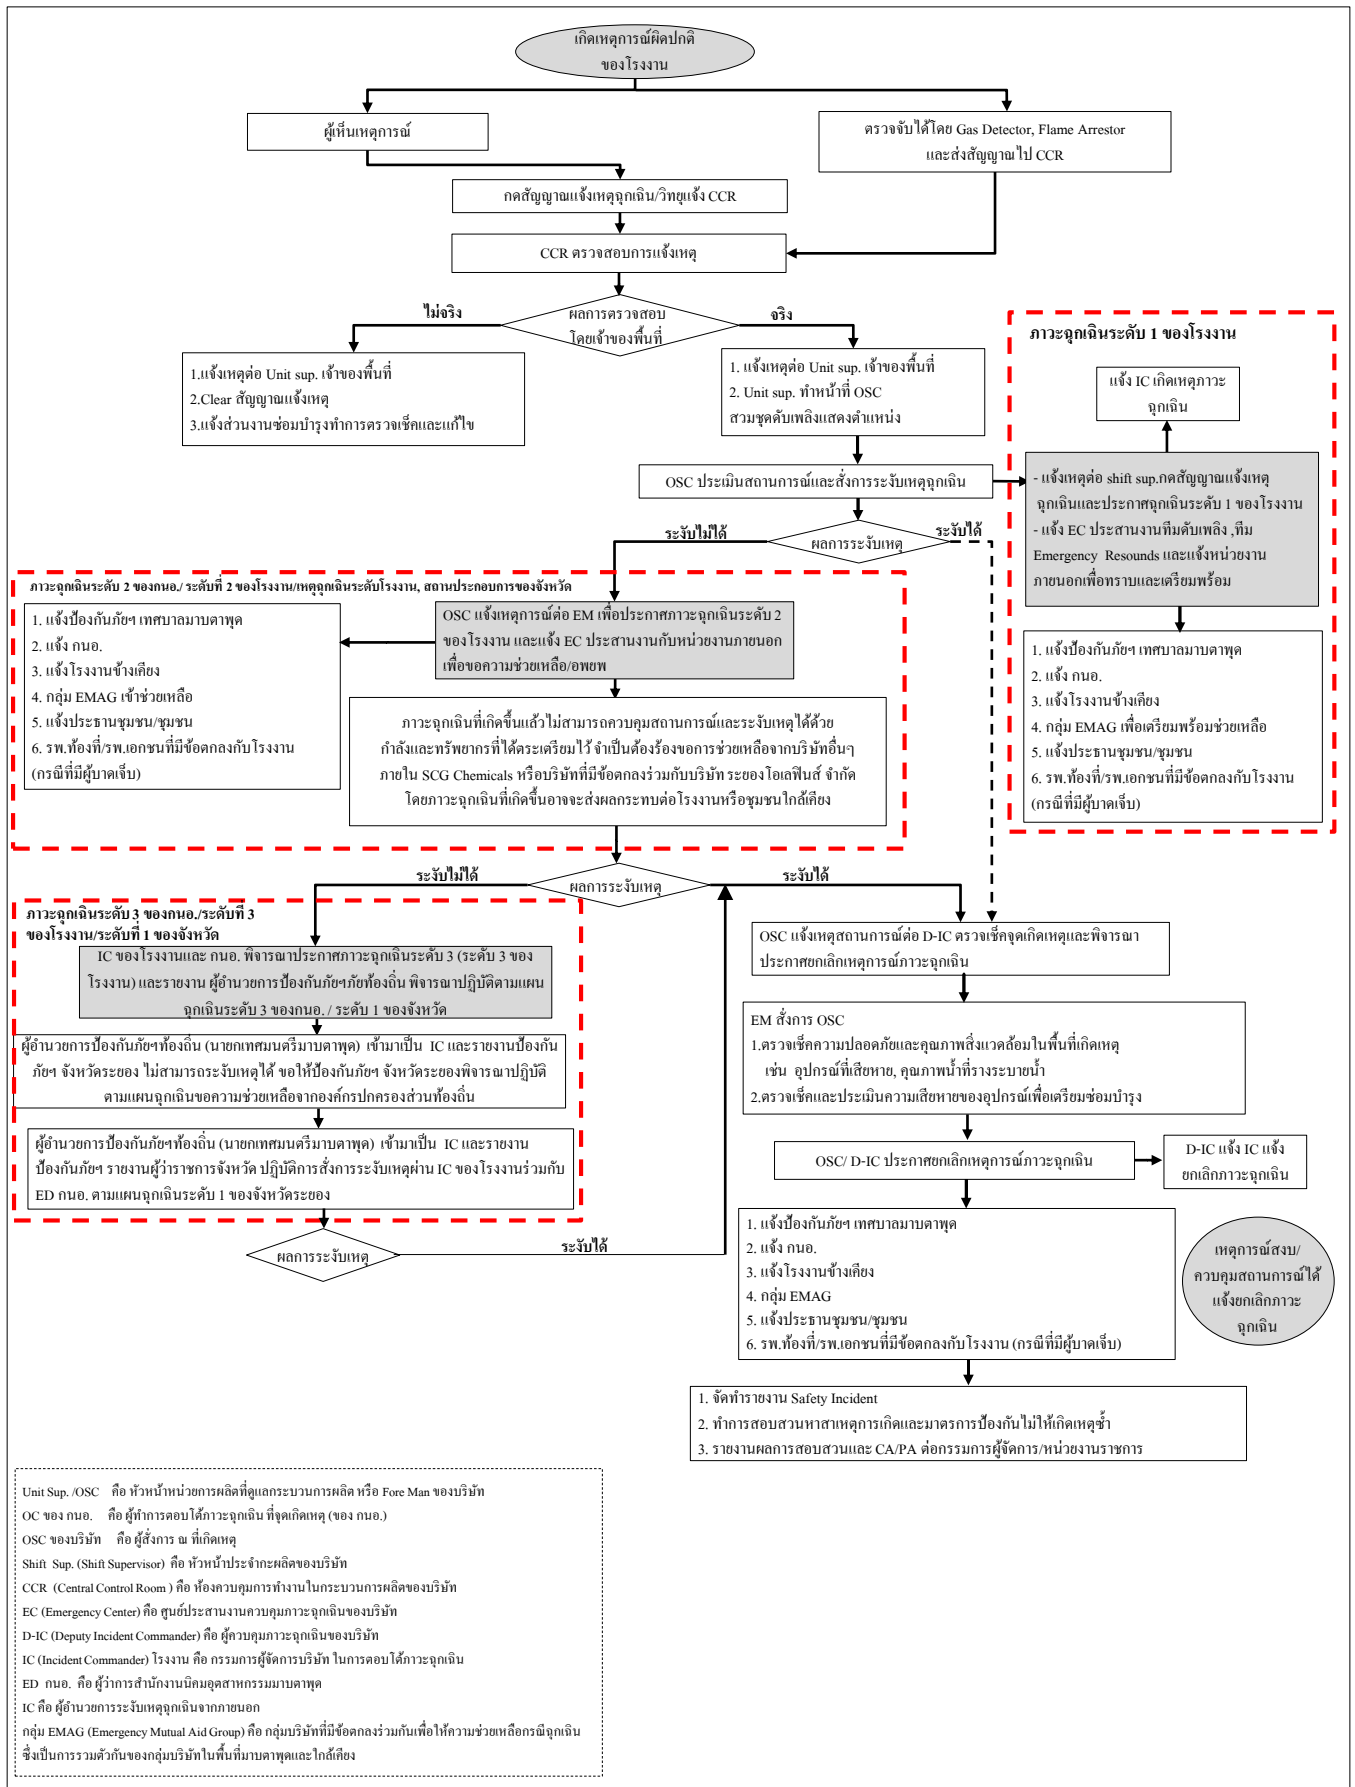 เกิดเหตุการณ์ผิดปกติ
ของโรงงาน
ผู้เห็นเหตุการณ์
ตรวจจับได้โดย Gas Detector, Flame Arrestor
และส่งสัญญาณไป CCR
กดสัญญาณแจ้งเหตุฉุกเฉิน/วิทยุแจ้ง CCR
CCR ตรวจสอบการแจ้งเหตุ
ผลการตรวจสอบ
โดยเจ้าของพื้นที่
ไม่จริง
จริง
1.แจ้งเหตุต่อ Unit sup. เจ้าของพื้นที่
2.Clear สัญญาณแจ้งเหตุ
3.แจ้งส่วนงานซ่อมบำรุงทำการตรวจเช็คและแก้ไข
1. แจ้งเหตุต่อ Unit sup. เจ้าของพื้นที่
2. Unit sup. ทำหน้าที่ OSC
สวมชุดดับเพลิงแสดงตำแหน่ง
OSC ประเมินสถานการณ์และสั่งการระงับเหตุฉุกเฉิน
ภาวะฉุกเฉินระดับ 1 ของโรงงาน
แจ้ง IC เกิดเหตุภาวะ
ฉุกเฉิน
- แจ้งเหตุต่อ shift sup.กดสัญญาณแจ้งเหตุ
ฉุกเฉินและประกาศฉุกเฉินระดับ 1 ของโรงงาน
- แจ้ง EC ประสานงานทีมดับเพลิง ,ทีม
Emergency Resounds และแจ้งหน่วยงาน
ภายนอกเพื่อทราบและเตรียมพร้อม
1. แจ้งป้องกันภัยฯ เทศบาลมาบตาพุด
2. แจ้ง กนอ.
3. แจ้งโรงงานข้างเคียง
4. กลุ่ม EMAG เพื่อเตรียมพร้อมช่วยเหลือ
5. แจ้งประธานชุมชน/ชุมชน
6. รพ.ท้องที่/รพ.เอกชนที่มีข้อตกลงกับโรงงาน
(กรณีที่มีผู้บาดเจ็บ)
ผลการระงับเหตุ
ระงับไม่ได้
ระงับได้
ภาวะฉุกเฉินระดับ 2 ของกนอ./ ระดับที่ 2 ของโรงงาน/เหตุฉุกเฉินระดับโรงงาน, สถานประกอบการของจังหวัด
1. แจ้งป้องกันภัยฯ เทศบาลมาบตาพุด
2. แจ้ง กนอ.
3. แจ้งโรงงานข้างเคียง
4. กลุ่ม EMAG เข้าช่วยเหลือ
5. แจ้งประธานชุมชน/ชุมชน
6. รพ.ท้องที่/รพ.เอกชนที่มีข้อตกลงกับโรงงาน
(กรณีที่มีผู้บาดเจ็บ)
OSC แจ้งเหตุการณ์ต่อ EM เพื่อประกาศภาวะฉุกเฉินระดับ 2
ของโรงงาน และแจ้ง EC ประสานงานกับหน่วยงานภายนอก
เพื่อขอความช่วยเหลือ/อพยพ
ภาวะฉุกเฉินที่เกิดขึ้นแล้วไม่สามารถควบคุมสถานการณ์และระงับเหตุได้ด้วย
กำลังและทรัพยากรที่ได้ตระเตรียมไว้ จำเป็นต้องร้องขอการช่วยเหลือจากบริษัทอื่นๆ
ภายใน SCG Chemicals หรือบริษัทที่มีข้อตกลงร่วมกับบริษัท ระยองโอเลฟินส์ จำกัด
โดยภาวะฉุกเฉินที่เกิดขึ้นอาจจะส่งผลกระทบต่อโรงงานหรือชุมชนใกล้เคียง
ผลการระงับเหตุ
ระงับไม่ได้
ระงับได้
ภาวะฉุกเฉินระดับ 3 ของกนอ./ระดับที่ 3
ของโรงงาน/ระดับที่ 1 ของจังหวัด
IC ของโรงงานและ กนอ. พิจารณาประกาศภาวะฉุกเฉินระดับ 3 (ระดับ 3 ของ
โรงงาน) และรายงาน ผู้อำนวยการป้องกันภัยฯภัยท้องถิ่น พิจารณาปฏิบัติตามแผน
ฉุกเฉินระดับ 3 ของกนอ. / ระดับ 1 ของจังหวัด
ผู้อำนวยการป้องกันภัยฯท้องถิ่น (นายกเทศมนตรีมาบตาพุด) เข้ามาเป็น IC และรายงานป้องกัน
ภัยฯ จังหวัดระยอง ไม่สามารถระงับเหตุได้ ขอให้ป้องกันภัยฯ จังหวัดระยองพิจารณาปฏิบัติ
ตามแผนฉุกเฉินขอความช่วยเหลือจากองค์กรปกครองส่วนท้องถิ่น
ผู้อำนวยการป้องกันภัยฯท้องถิ่น (นายกเทศมนตรีมาบตาพุด) เข้ามาเป็น IC และรายงาน
ป้องกันภัยฯ รายงานผู้ว่าราชการจังหวัด ปฏิบัติการสั่งการระงับเหตุผ่าน IC ของโรงงานร่วมกับ
ED กนอ. ตามแผนฉุกเฉินระดับ 1 ของจังหวัดระยอง
ผลการระงับเหตุ
ระงับได้
OSC แจ้งเหตุสถานการณ์ต่อ D-IC ตรวจเช็คจุดเกิดเหตุและพิจารณา
ประกาศยกเลิกเหตุการณ์ภาวะฉุกเฉิน
EM สั่งการ OSC
1.ตรวจเช็คความปลอดภัยและคุณภาพสิ่งแวดล้อมในพื้นที่เกิดเหตุ
เช่น อุปกรณ์ที่เสียหาย, คุณภาพน้ำที่รางระบายน้ำ
2.ตรวจเช็คและประเมินความเสียหายของอุปกรณ์เพื่อเตรียมซ่อมบำรุง
OSC/ D-IC ประกาศยกเลิกเหตุการณ์ภาวะฉุกเฉิน
D-IC แจ้ง IC แจ้ง
ยกเลิกภาวะฉุกเฉิน
1. แจ้งป้องกันภัยฯ เทศบาลมาบตาพุด
2. แจ้ง กนอ.
3. แจ้งโรงงานข้างเคียง
4. กลุ่ม EMAG
5. แจ้งประธานชุมชน/ชุมชน
6. รพ.ท้องที่/รพ.เอกชนที่มีข้อตกลงกับโรงงาน (กรณีที่มีผู้บาดเจ็บ)
เหตุการณ์สงบ/
ควบคุมสถานการณ์ได้
แจ้งยกเลิกภาวะ
ฉุกเฉิน
1. จัดทำรายงาน Safety Incident
2. ทำการสอบสวนหาสาเหตุการเกิดและมาตรการป้องกันไม่ให้เกิดเหตุซ้ำ
3. รายงานผลการสอบสวนและ CA/PA ต่อกรรมการผู้จัดการ/หน่วยงานราชการ
Unit Sup. /OSC คือ หัวหน้าหน่วยการผลิตที่ดูแลกระบวนการผลิต หรือ Fore Man ของบริษัท
OC ของ กนอ. คือ ผู้ทำการตอบโต้ภาวะฉุกเฉิน ที่จุดเกิดเหตุ (ของ กนอ.)
OSC ของบริษัท คือ ผู้สั่งการ ณ ที่เกิดเหตุ
Shift Sup. (Shift Supervisor) คือ หัวหน้าประจำกะผลิตของบริษัท
CCR (Central Control Room ) คือ ห้องควบคุมการทำงานในกระบวนการผลิตของบริษัท
EC (Emergency Center) คือ ศูนย์ประสานงานควบคุมภาวะฉุกเฉินของบริษัท
D-IC (Deputy Incident Commander) คือ ผู้ควบคุมภาวะฉุกเฉินของบริษัท
IC (Incident Commander) โรงงาน คือ กรรมการผู้จัดการบริษัท ในการตอบโต้ภาวะฉุกเฉิน
ED กนอ. คือ ผู้ว่าการสำนักงานนิคมอุตสาหกรรมมาบตาพุด
IC คือ ผู้อำนวยการระงับเหตุฉุกเฉินจากภายนอก
กลุ่ม EMAG (Emergency Mutual Aid Group) คือ กลุ่มบริษัทที่มีข้อตกลงร่วมกันเพื่อให้ความช่วยเหลือกรณีฉุกเฉิน
ซึ่งเป็นการรวมตัวกันของกลุ่มบริษัทในพื้นที่มาบตาพุดและใกล้เคียง